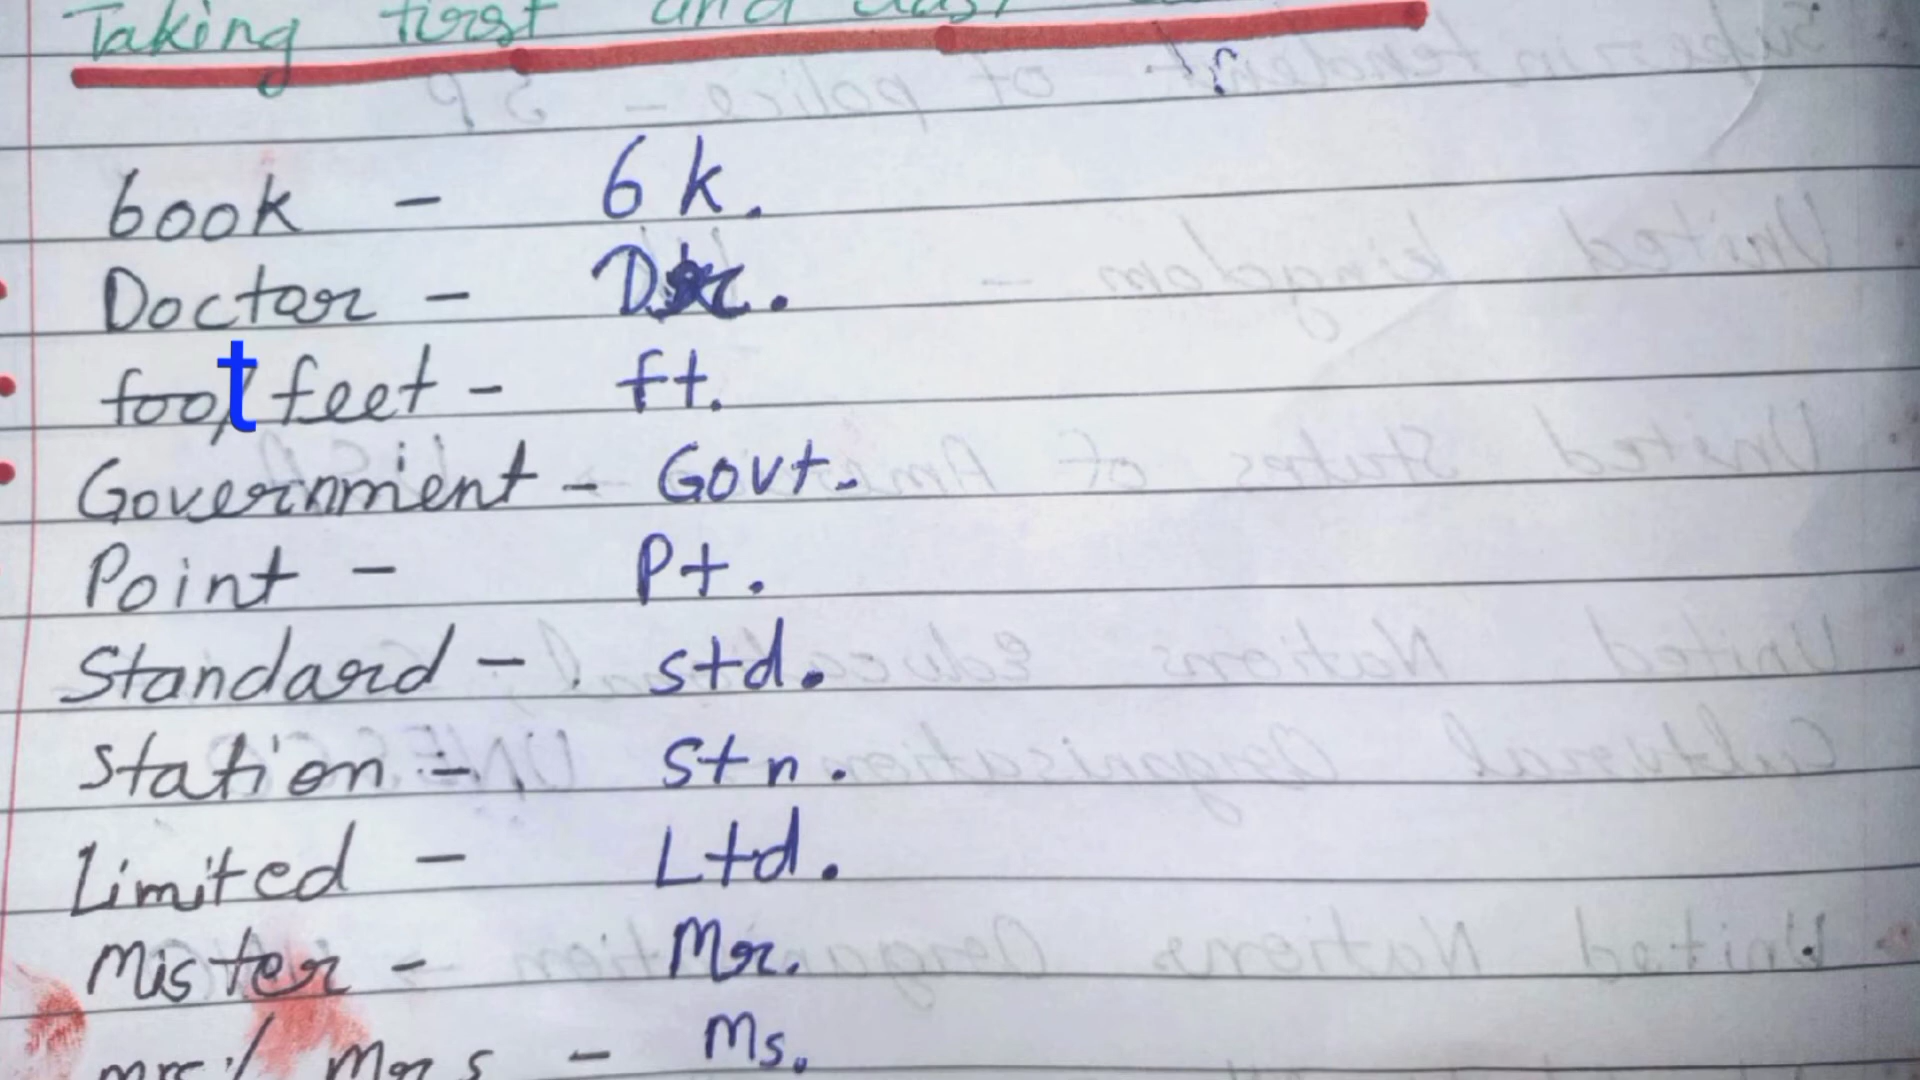 Taking first and last
book - bk.
Doctor - Dr.
foot/feet - ft.
Government - Govt.
Point - Pt.
Standard - std.
Station - Stn.
Limited - Ltd.
Mister - Mr.
- Ms.